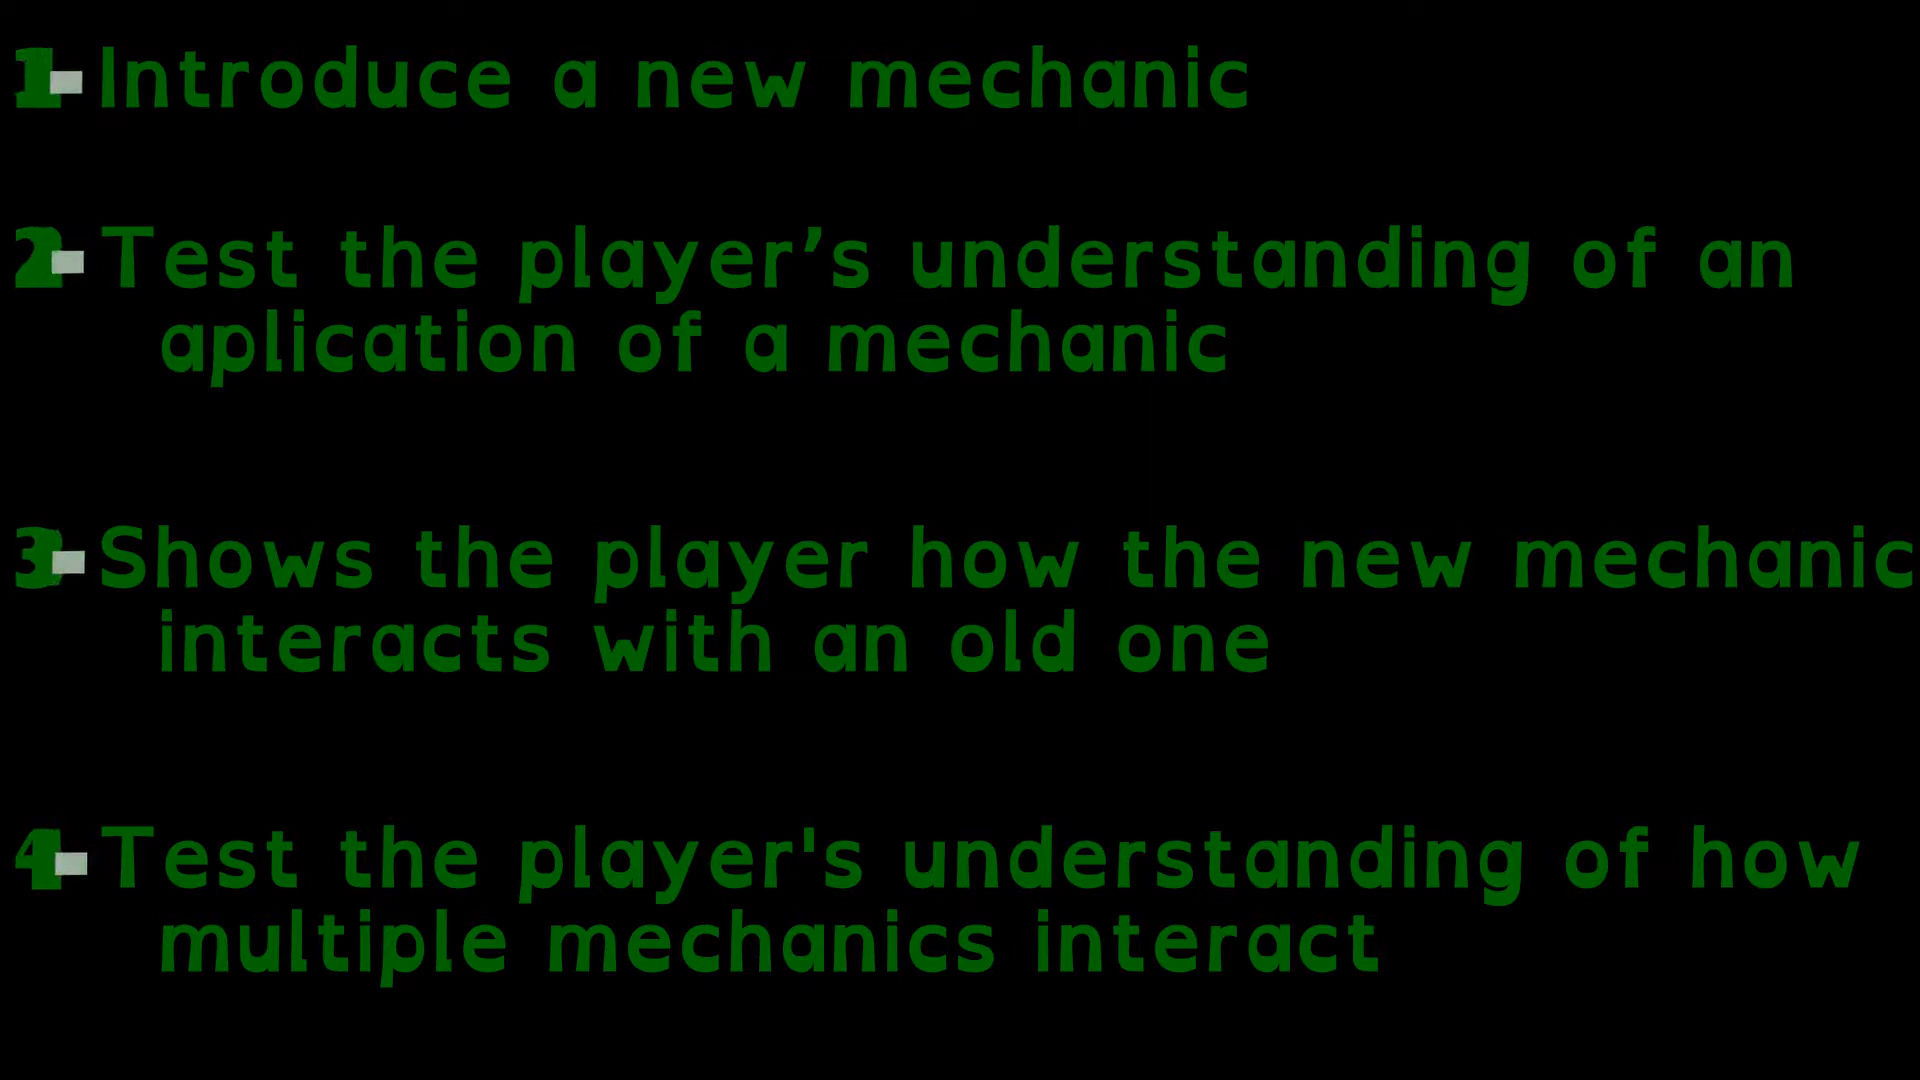 1-Introduce a new mechanic
2-Test the player’s understanding of an
aplication of a mechanic
3-Shows the player how the new mechanic
interacts with an old one
4-Test the player's understanding of how
multiple mechanics interact